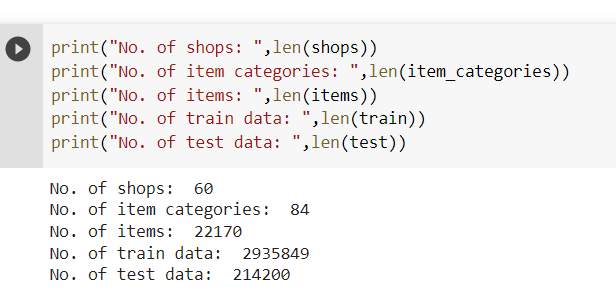 print("No. of shops: ",len(shops))
print("No. of item categories: ",len(item_categories))
print("No. of items: ",len(items))
print("No. of train data: ",len(train))
print("No. of test data: ",len(test))
No. of shops:  60
No. of item categories:  84
No. of items:  22170
No. of train data:  2935849
No. of test data:  214200